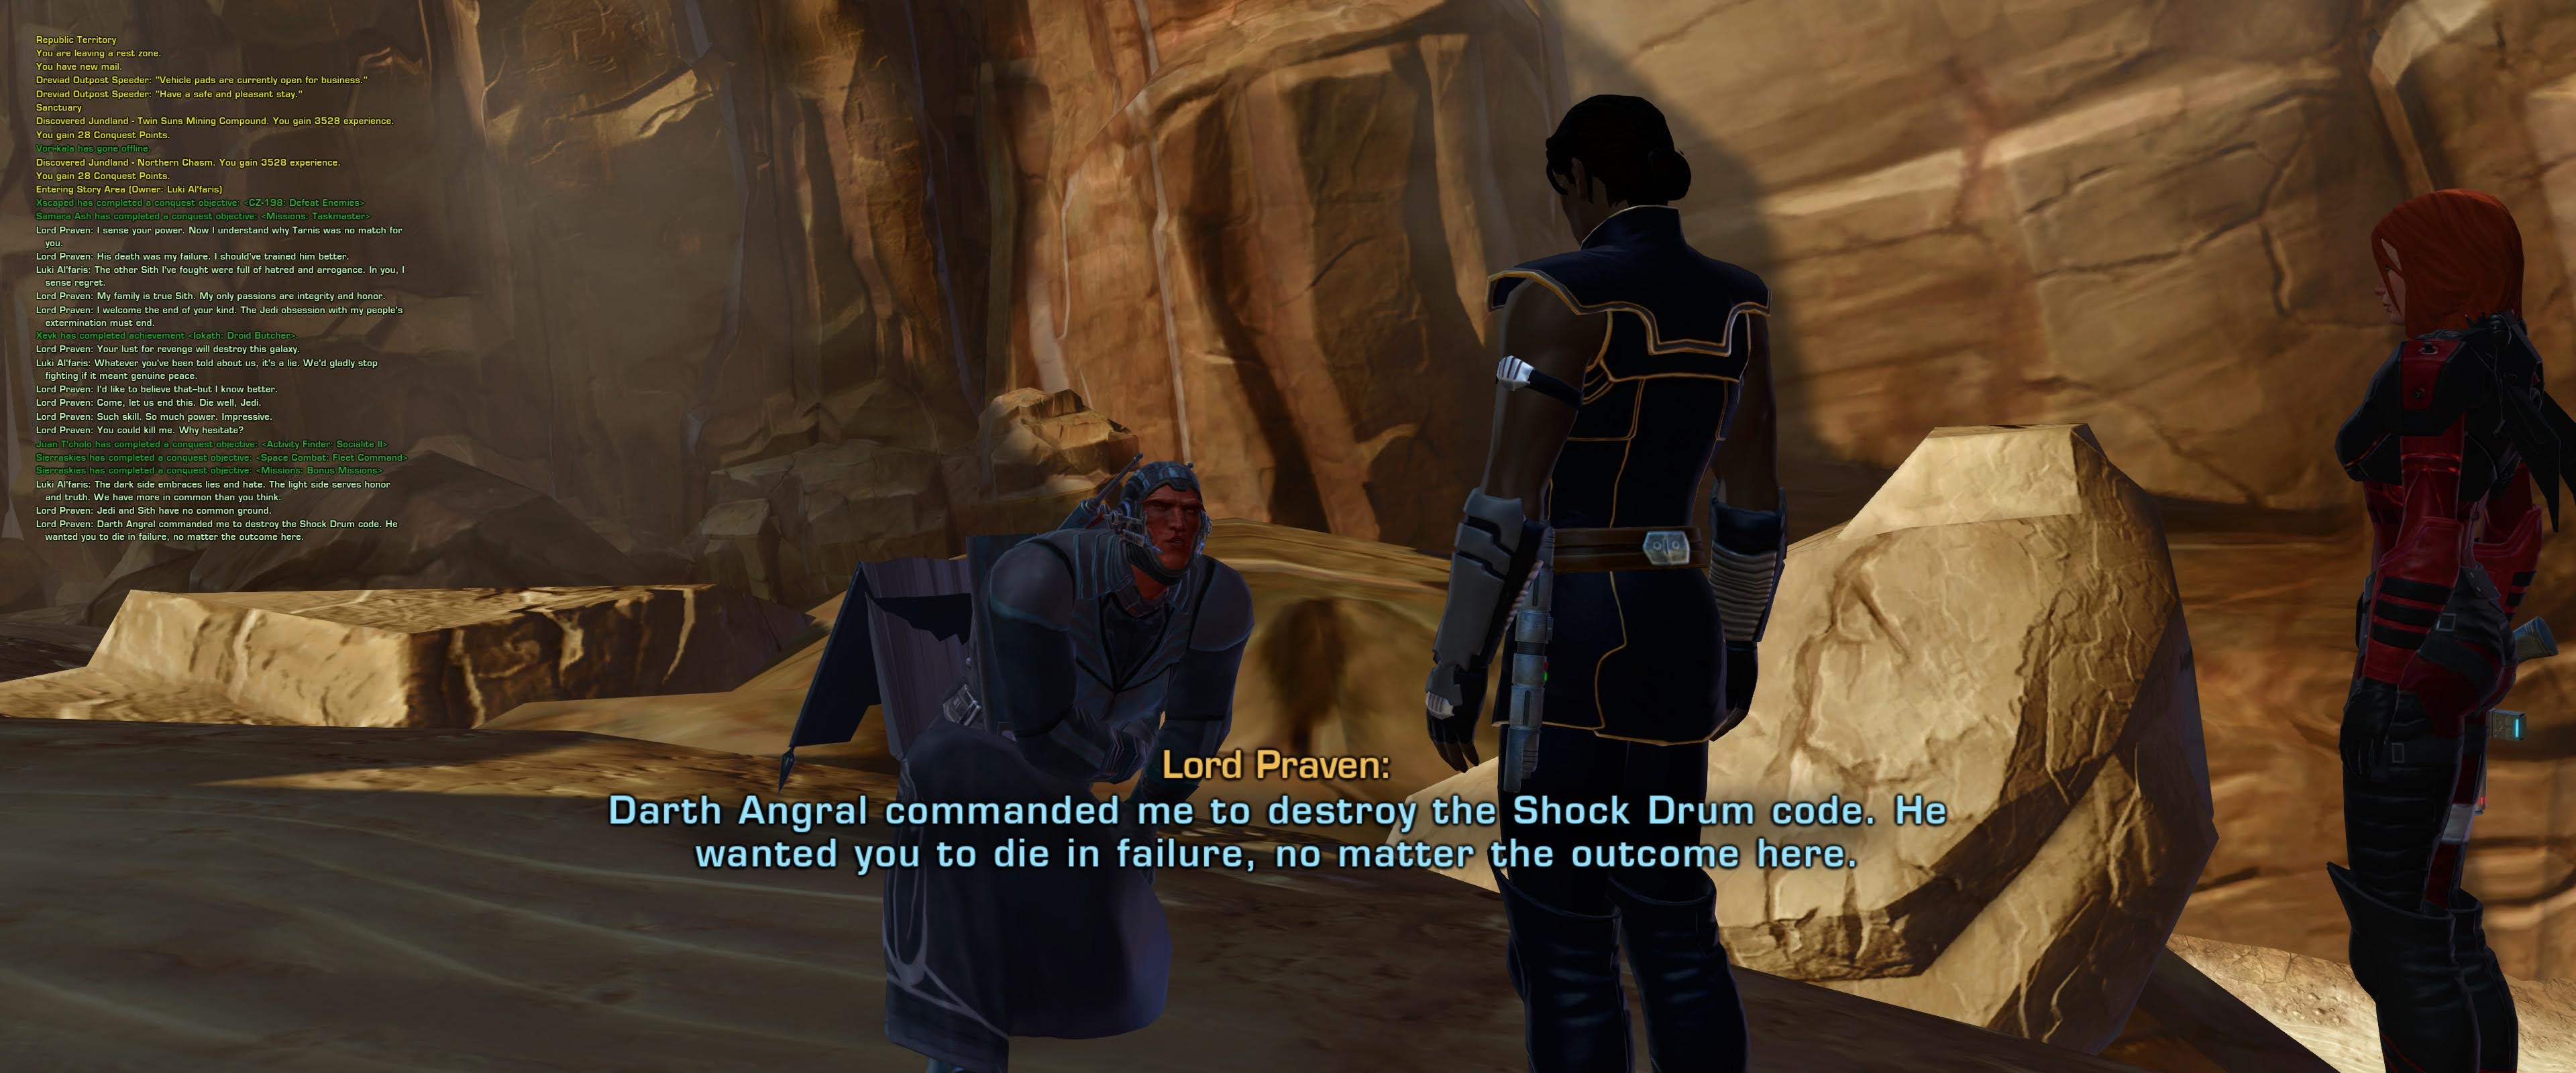 Republic Territory
You are leaving a rest zone.
You have new mail.
Dreviad Outpost Speeder: "Vehicle pads are currently open for business."
Dreviad Outpost Speeder: "Have a safe and pleasant stay."
Sanctuary
Discovered Jundland - Twin Suns Mining Compound. You gain 3528 experience.
You gain 28 Conquest Points.
Vori-kala has gone offline.
Discovered Jundland - Northern Chasm. You gain 3528 experience.
You gain 28 Conquest Points.
Entering Story Area (Owner: Luki Al'faris)
Xscaped has completed a conquest objective: <CZ-198: Defeat Enemies>
Samara Ash has completed a conquest objective: <Missions: Taskmaster>
Lord Praven: I sense your power. Now I understand why Tarnis was no match for
you.
Lord Praven: His death was my failure. I should've trained him better.
Luki Al'faris: The other Sith I've fought were full of hatred and arrogance. In you, I
sense regret.
Lord Praven: My family is true Sith. My only passions are integrity and honor.
Lord Praven: I welcome the end of your kind. The Jedi obsession with my people's
extermination must end.
Xevk has completed achievement <Iokath: Droid Butcher>.
Lord Praven: Your lust for revenge will destroy this galaxy.
Luki Al'faris: Whatever you've been told about us, it's a lie. We'd gladly stop
fighting if it meant genuine peace.
Lord Praven: I'd like to believe that–but I know better.
Lord Praven: Come, let us end this. Die well, Jedi.
Lord Praven: Such skill. So much power. Impressive.
Lord Praven: You could kill me. Why hesitate?
Juan T'cholo has completed a conquest objective: <Activity Finder: Socialite II>
Sierraskies has completed a conquest objective: <Space Combat: Fleet Command>
Sierraskies has completed a conquest objective: <Missions: Bonus Missions>
Luki Al'faris: The dark side embraces lies and hate. The light side serves honor
and truth. We have more in common than you think.
Lord Praven: Jedi and Sith have no common ground.
Lord Praven: Darth Angral commanded me to destroy the Shock Drum code. He
wanted you to die in failure, no matter the outcome here.
Lord Praven:
Darth Angral commanded me to destroy the Shock Drum code. He
wanted you to die in failure, no matter the outcome here.